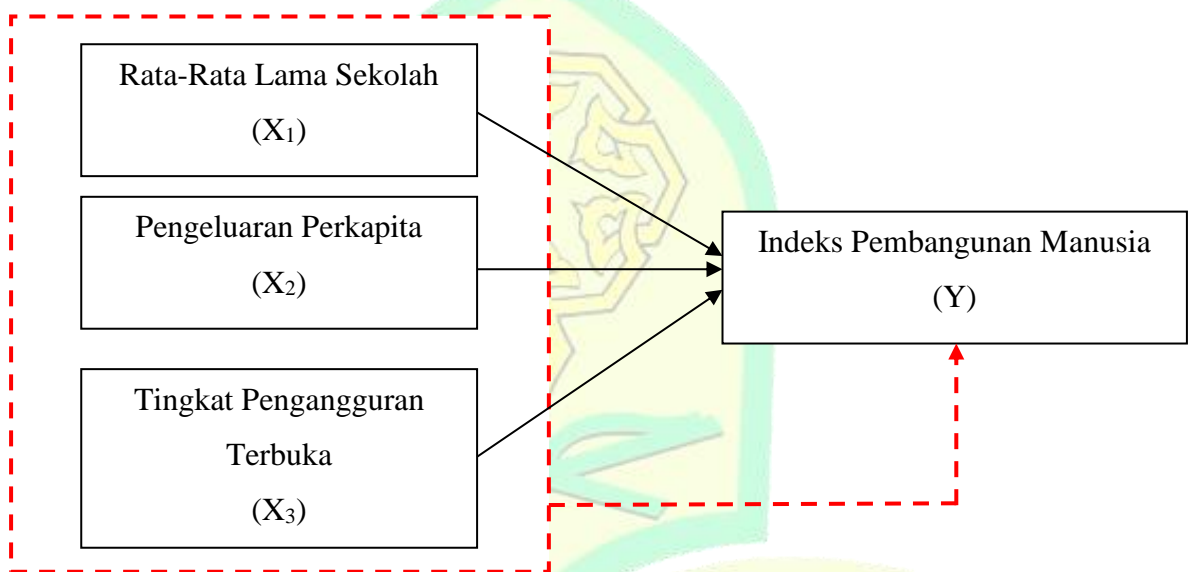 Rata-Rata Lama Sekolah
(X₁)
Pengeluaran Perkapita
(X₂)
Tingkat Pengangguran
Terbuka
(X₃)
Indeks Pembangunan Manusia
(Y)